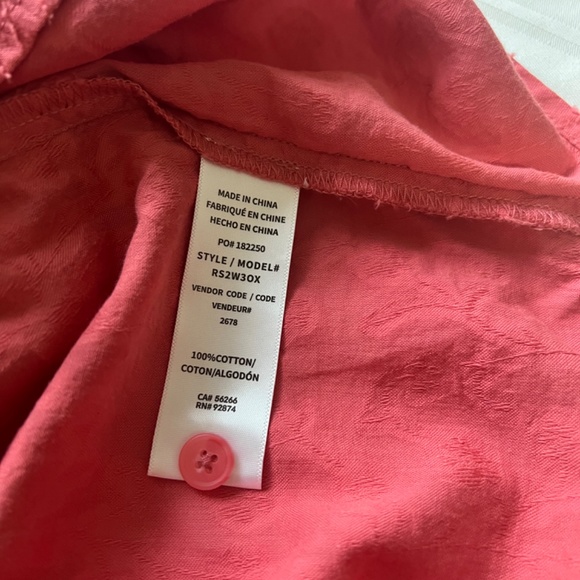 MADE IN CHINA
FABRIQUÉ EN CHINE
HECHO EN CHINA
PO# 182250
STYLE / MODEL#
RS2W3OX
VENDOR CODE / CODE
VENDEUR#
2678
100%COTTON/
COTON/ALGODÓN
CA# 56266
RN# 92874